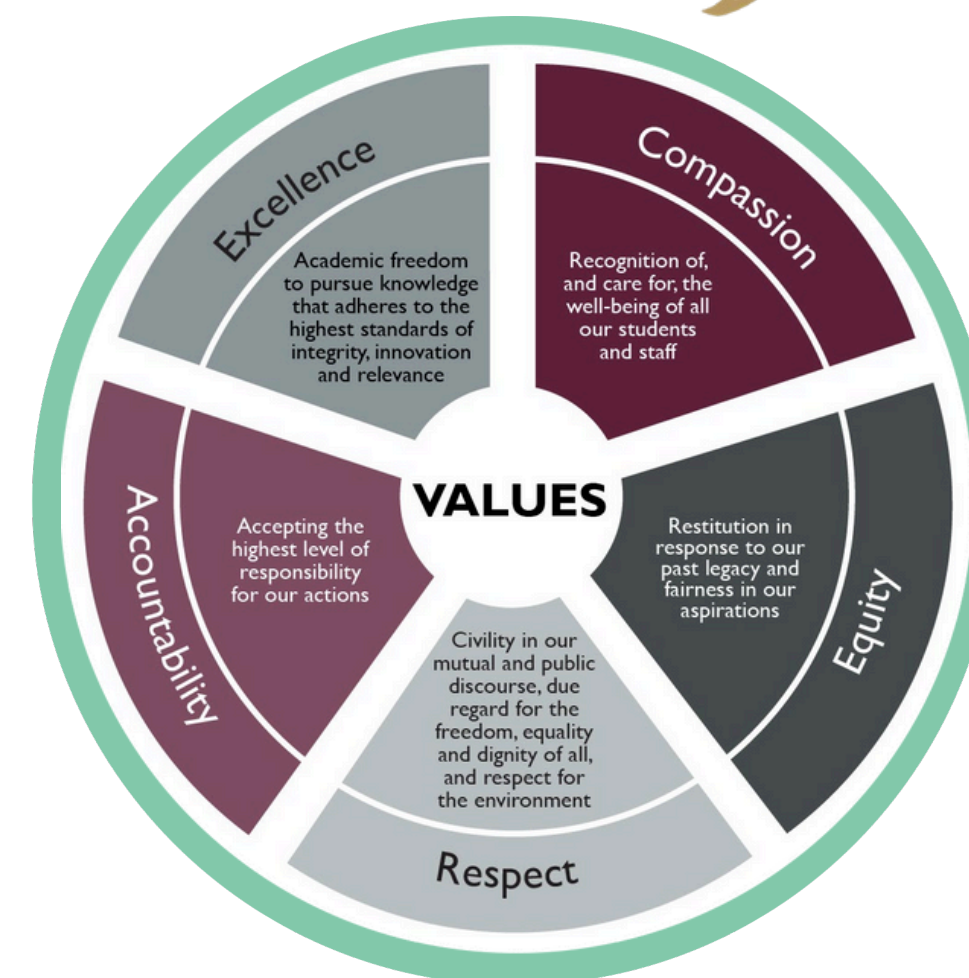 VALUES
Excellence
Academic freedom
to pursue knowledge
that adheres to the
highest standards of
integrity, innovation
and relevance
Compassion
Recognition of,
and care for, the
well-being of all
our students
and staff
Equity
Restitution in
response to our
past legacy and
fairness in our
aspirations
Respect
Civility in our
mutual and public
discourse, due
regard for the
freedom, equality
and dignity of all,
and respect for
the environment
Accountability
Accepting the
highest level of
responsibility
for our actions